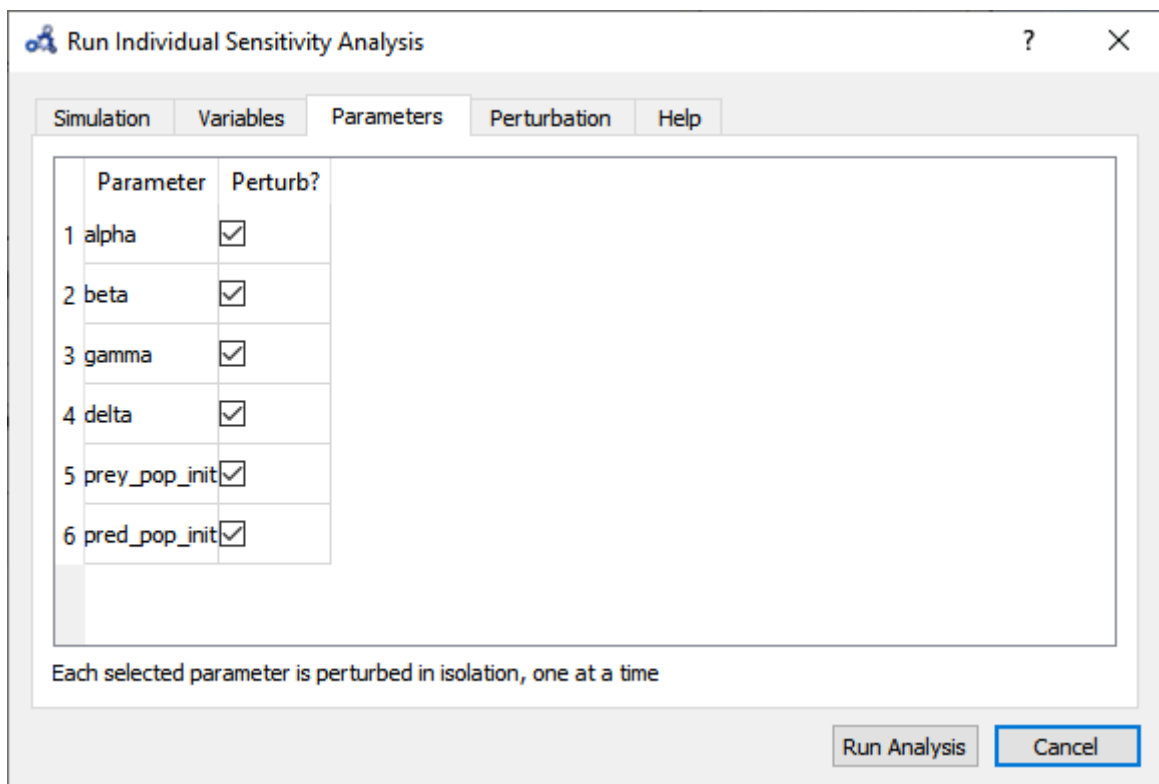 Run Individual Sensitivity Analysis ?
Simulation Variables Parameters Perturbation Help
Parameter Perturb?
1 alpha
2 beta
3 gamma
4 delta
5 prey_pop_init
6 pred_pop_init
Each selected parameter is perturbed in isolation, one at a time
Run Analysis Cancel